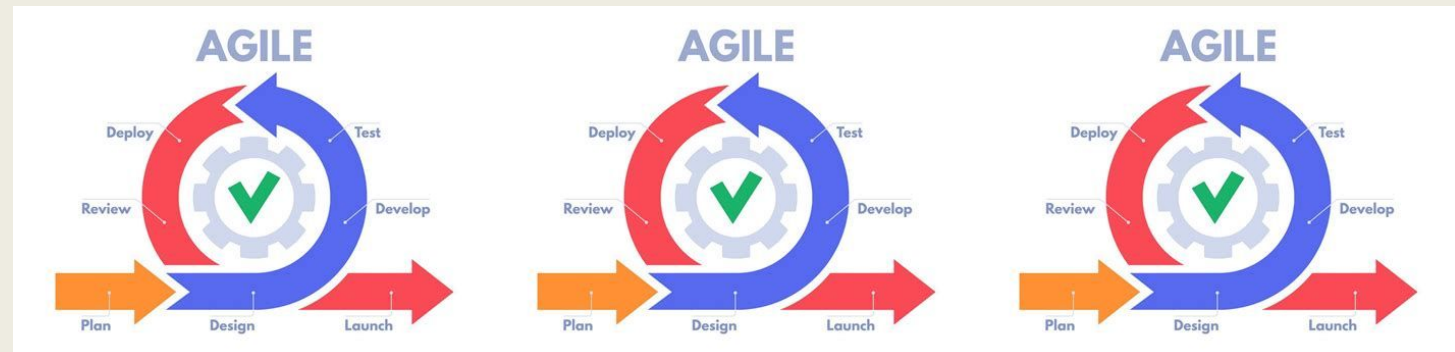 AGILE
Deploy
Test
Review
Develop
Plan
Design
Launch
AGILE
Deploy
Test
Review
Develop
Plan
Design
Launch
AGILE
Deploy
Test
Review
Develop
Plan
Design
Launch